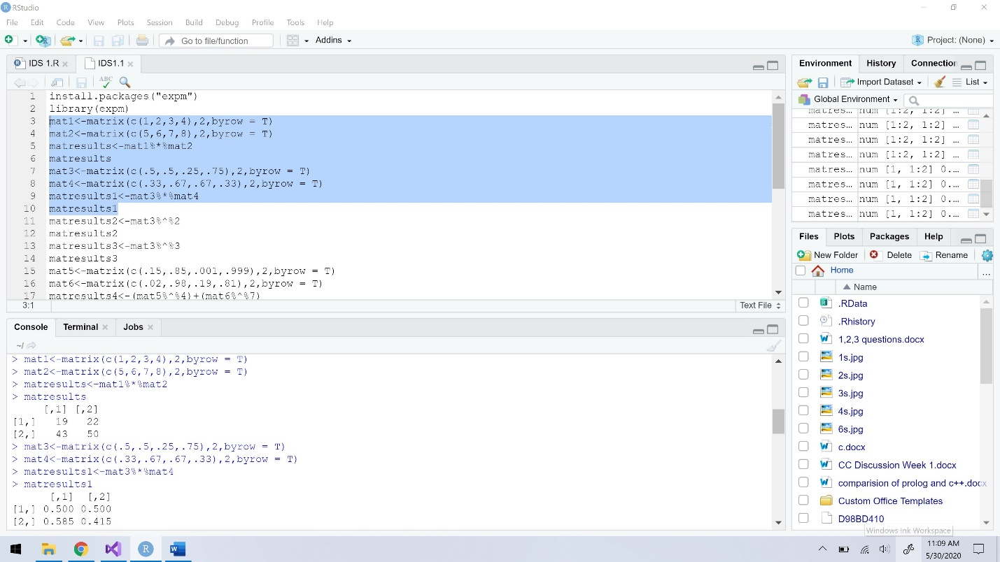 RStudio
File Edit Code View Plots Session Build Debug Profile Tools Help
Go to file/function Addins Project: (None)
IDS 1.R IDS1.1
ABC
1 install.packages("expm")
2 library(expm)
3 mat1<-matrix(c(1,2,3,4),2,byrow = T)
4 mat2<-matrix(c(5,6,7,8),2,byrow = T)
5 matresults<-mat1%*%mat2
6 matresults
7 mat3<-matrix(c(.5,.5,.25,.75),2,byrow = T)
8 mat4<-matrix(c(.33,.67,.67,.33),2,byrow = T)
9 matresults1<-mat3%*%mat4
10 matresults1
11 matresults2<-mat3%^%2
12 matresults2
13 matresults3<-mat3%^%3
14 matresults3
15 mat5<-matrix(c(.15,.85,.001,.999),2,byrow = T)
16 mat6<-matrix(c(.02,.98,.19,.81),2,byrow = T)
17 matresults4<-(mat5%^%4)+(mat6%^%7)
3:1 Text File
Console Terminal Jobs
~/
> mat1<-matrix(c(1,2,3,4),2,byrow = T)
> mat2<-matrix(c(5,6,7,8),2,byrow = T)
> matresults<-mat1%*%mat2
> matresults
[,1] [,2]
[1,] 19 22
[2,] 43 50
> mat3<-matrix(c(.5,.5,.25,.75),2,byrow = T)
> mat4<-matrix(c(.33,.67,.67,.33),2,byrow = T)
> matresults1<-mat3%*%mat4
> matresults1
[,1] [,2]
[1,] 0.500 0.500
[2,] 0.585 0.415
Environment History Connection
Import Dataset List
Global Environment
matres... num [1:2, 1:2] ...
matres... num [1:2, 1:2] ...
matres... num [1:2, 1:2] ...
matres... num [1:2, 1:2] ...
matres... num [1, 1:2] 0....
matres... num [1, 1:2] 0....
matres... num [1, 1:2] 0....
matres... num [1, 1:2] 0....
Files Plots Packages Help
New Folder Delete Rename
Home ...
Name
.RData
.Rhistory
1,2,3 questions.docx
1s.jpg
2s.jpg
3s.jpg
4s.jpg
6s.jpg
c.docx
CC Discussion Week 1.docx
comparision of prolog and c++.docx
Custom Office Templates
D98BD410
Windows Ink Workspace
11:09 AM
5/30/2020